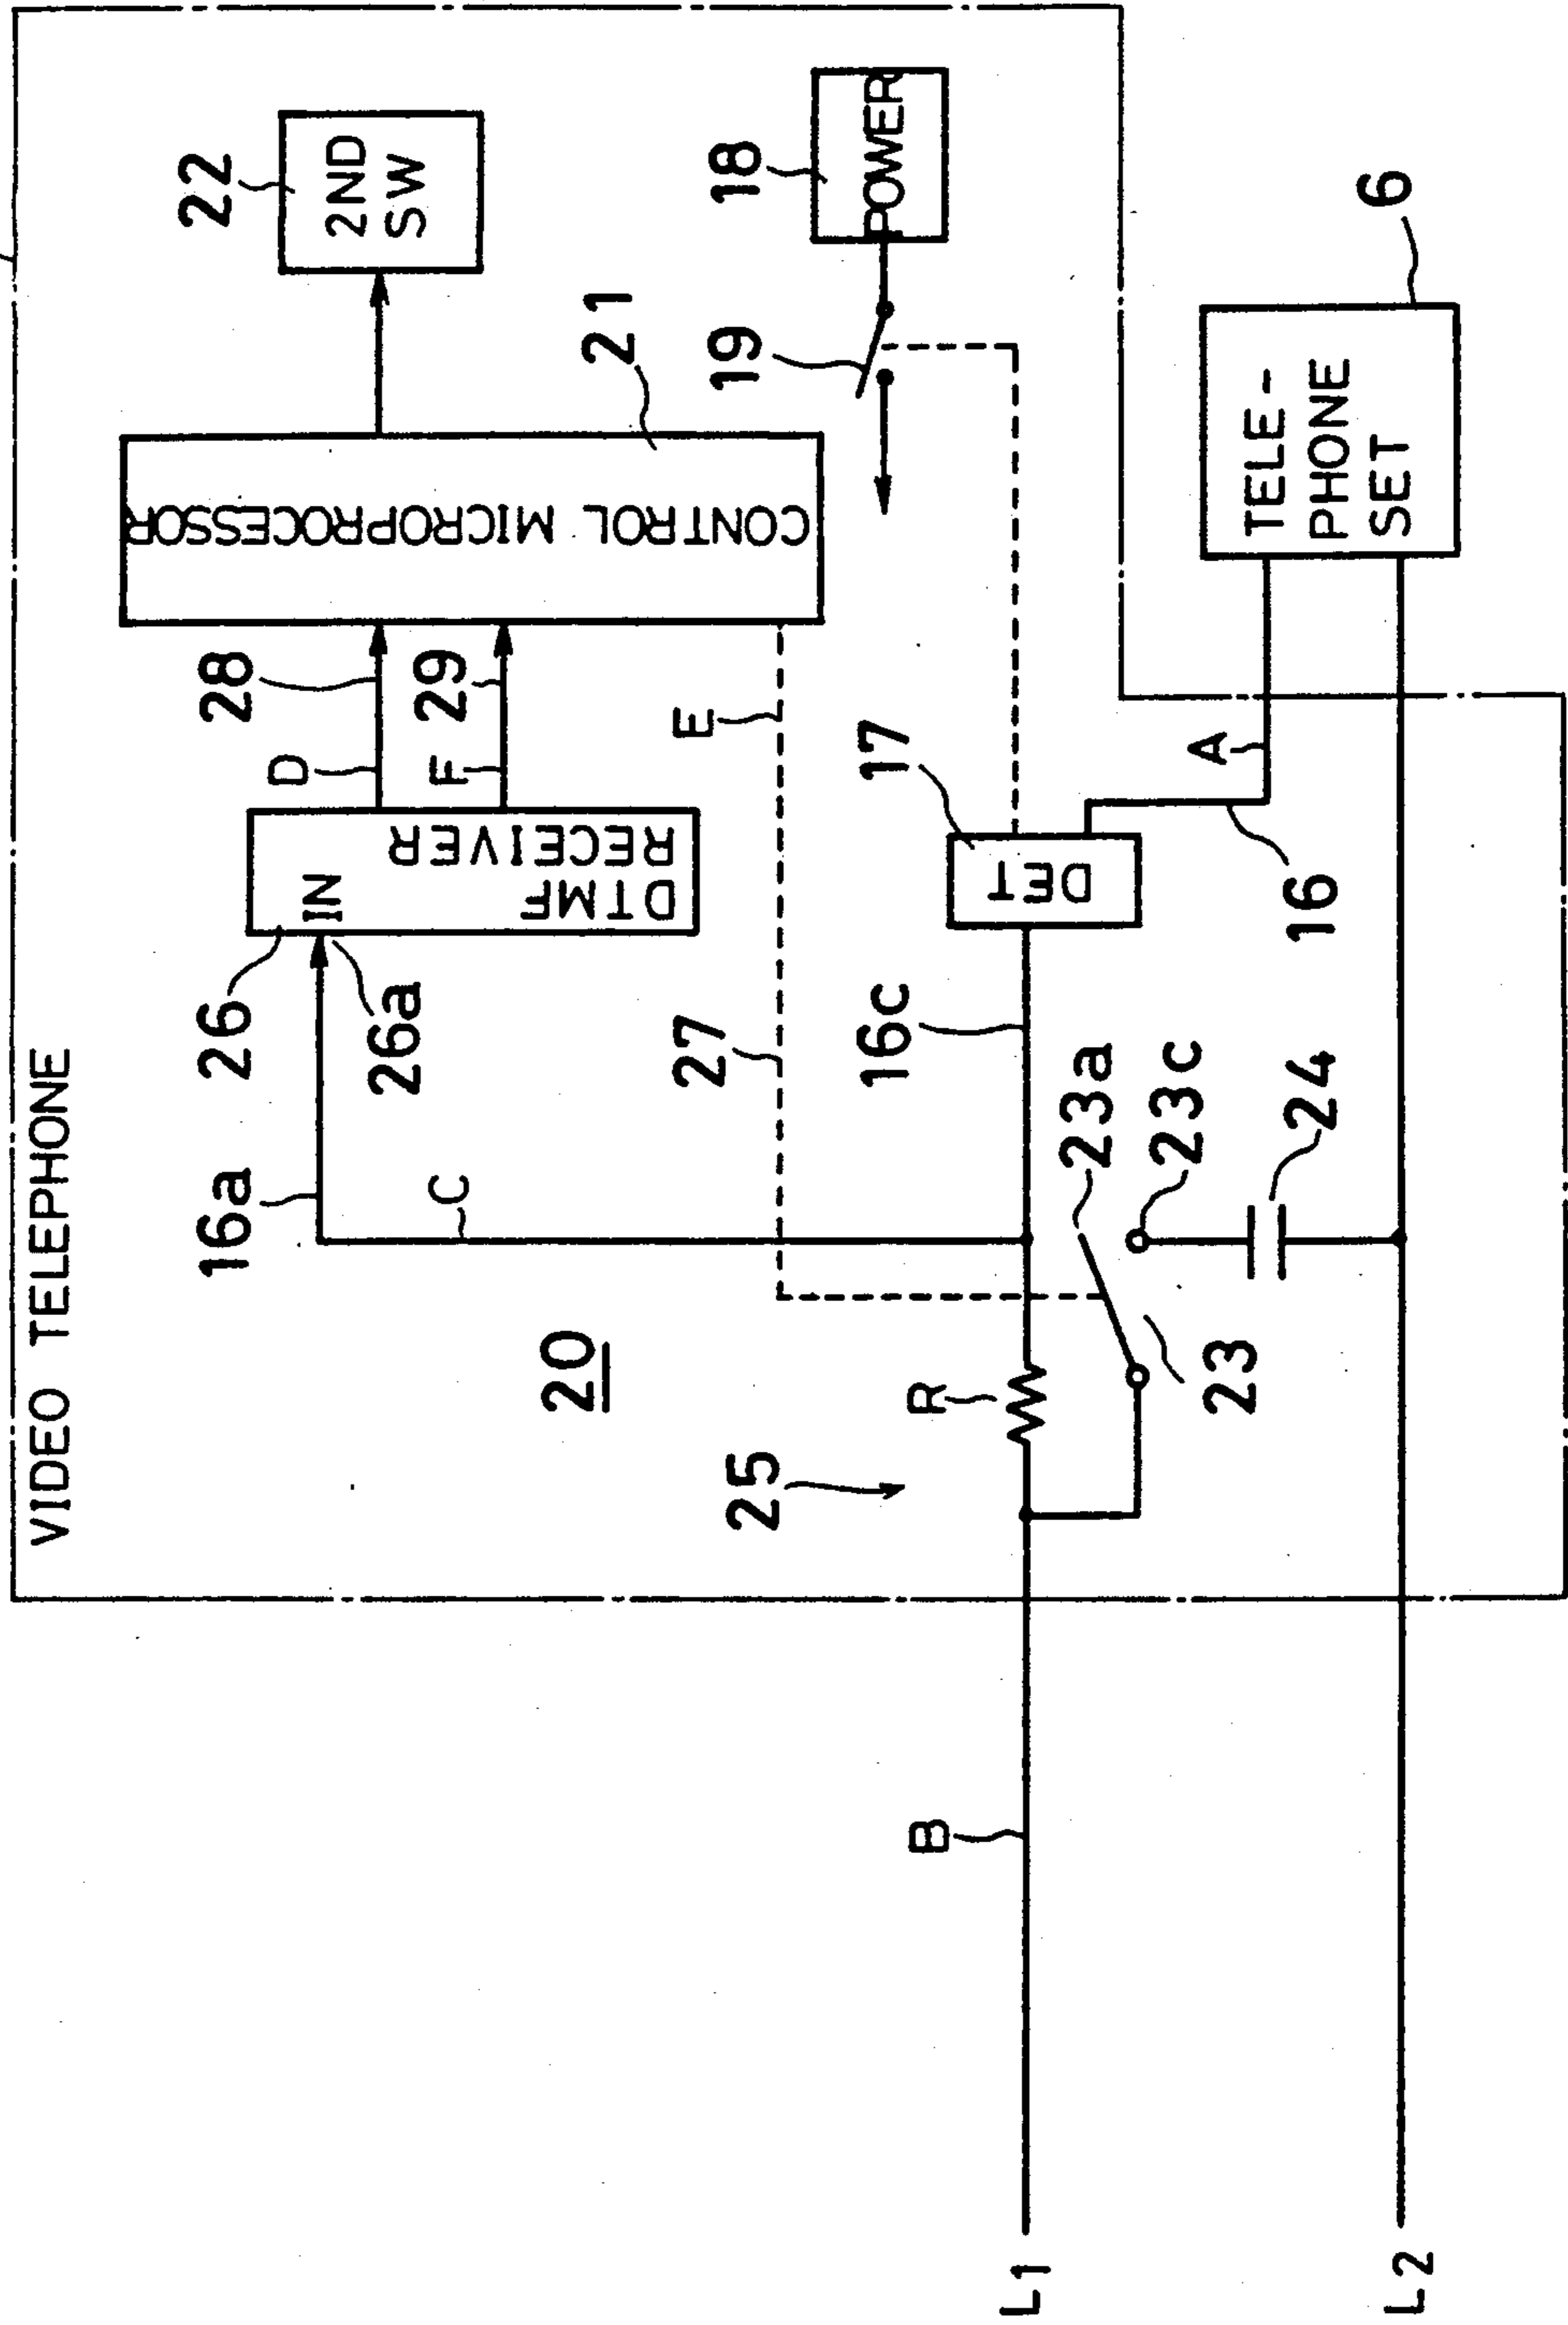 VIDEO TELEPHONE
22
2ND
SW
28
D
16a
26
IN
26a
DTMF
RECEIVER
F
29
CONTROL MICROPROCESSOR
21
C
20
E
27
18
POWER
19
25
R
16c
17
DET
23a
23c
23
24
16
A
TELE-
PHONE
SET
6
B
L1
L2